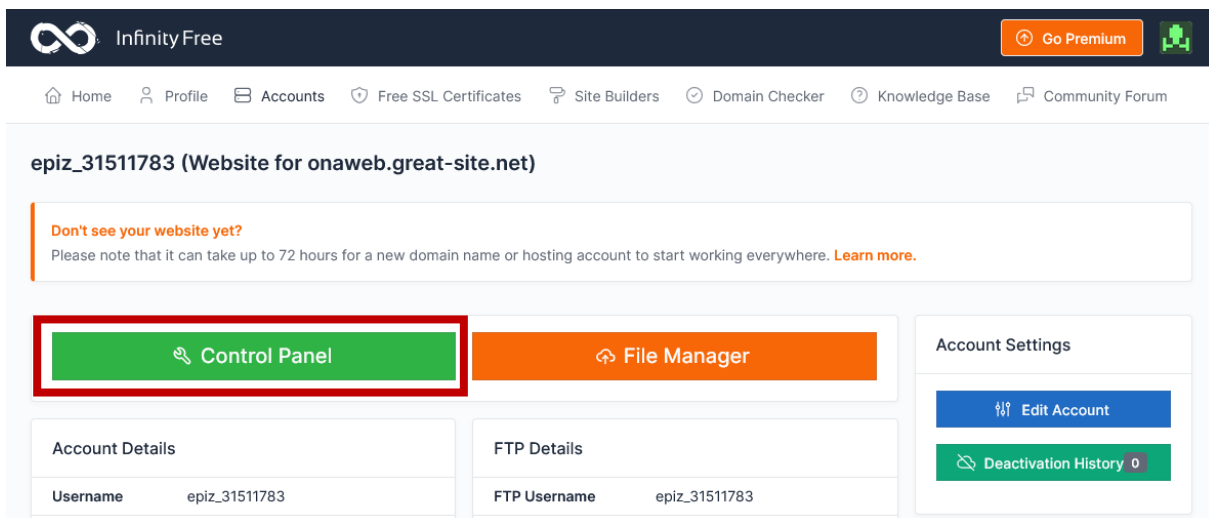 Infinity Free
Go Premium
Home Profile Accounts Free SSL Certificates Site Builders Domain Checker Knowledge Base Community Forum
epiz_31511783 (Website for onaweb.great-site.net)
Don't see your website yet?
Please note that it can take up to 72 hours for a new domain name or hosting account to start working everywhere. Learn more.
Control Panel
File Manager
Account Settings
Edit Account
Deactivation History 0
Account Details
Username epiz_31511783
FTP Details
FTP Username epiz_31511783